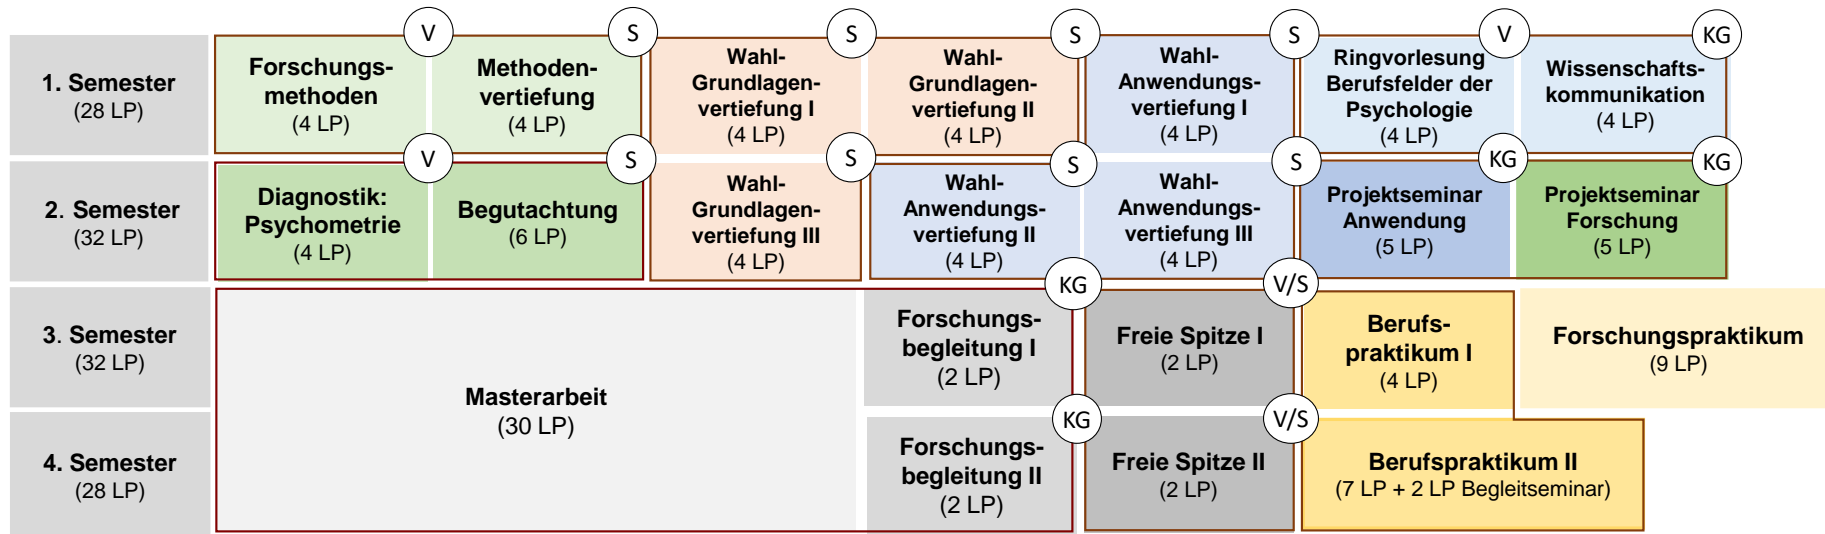 1. Semester
(28 LP)
V
Forschungs-
methoden
(4 LP)
S
Methoden-
vertiefung
(4 LP)
S
Wahl-
Grundlagen-
vertiefung I
(4 LP)
S
Wahl-
Grundlagen-
vertiefung II
(4 LP)
S
Wahl-
Anwendungs-
vertiefung I
(4 LP)
V
Ringvorlesung
Berufsfelder der
Psychologie
(4 LP)
KG
Wissenschafts-
kommunikation
(4 LP)
2. Semester
(32 LP)
V
Diagnostik:
Psychometrie
(4 LP)
S
Begutachtung
(6 LP)
S
Wahl-
Grundlagen-
vertiefung III
(4 LP)
S
Wahl-
Anwendungs-
vertiefung II
(4 LP)
S
Wahl-
Anwendungs-
vertiefung III
(4 LP)
KG
Projektseminar
Anwendung
(5 LP)
KG
Projektseminar
Forschung
(5 LP)
3. Semester
(32 LP)
Masterarbeit
(30 LP)
KG
Forschungs-
begleitung I
(2 LP)
V/S
Freie Spitze I
(2 LP)
Berufs-
praktikum I
(4 LP)
Forschungspraktikum
(9 LP)
4. Semester
(28 LP)
KG
Forschungs-
begleitung II
(2 LP)
V/S
Freie Spitze II
(2 LP)
Berufspraktikum II
(7 LP + 2 LP Begleitseminar)